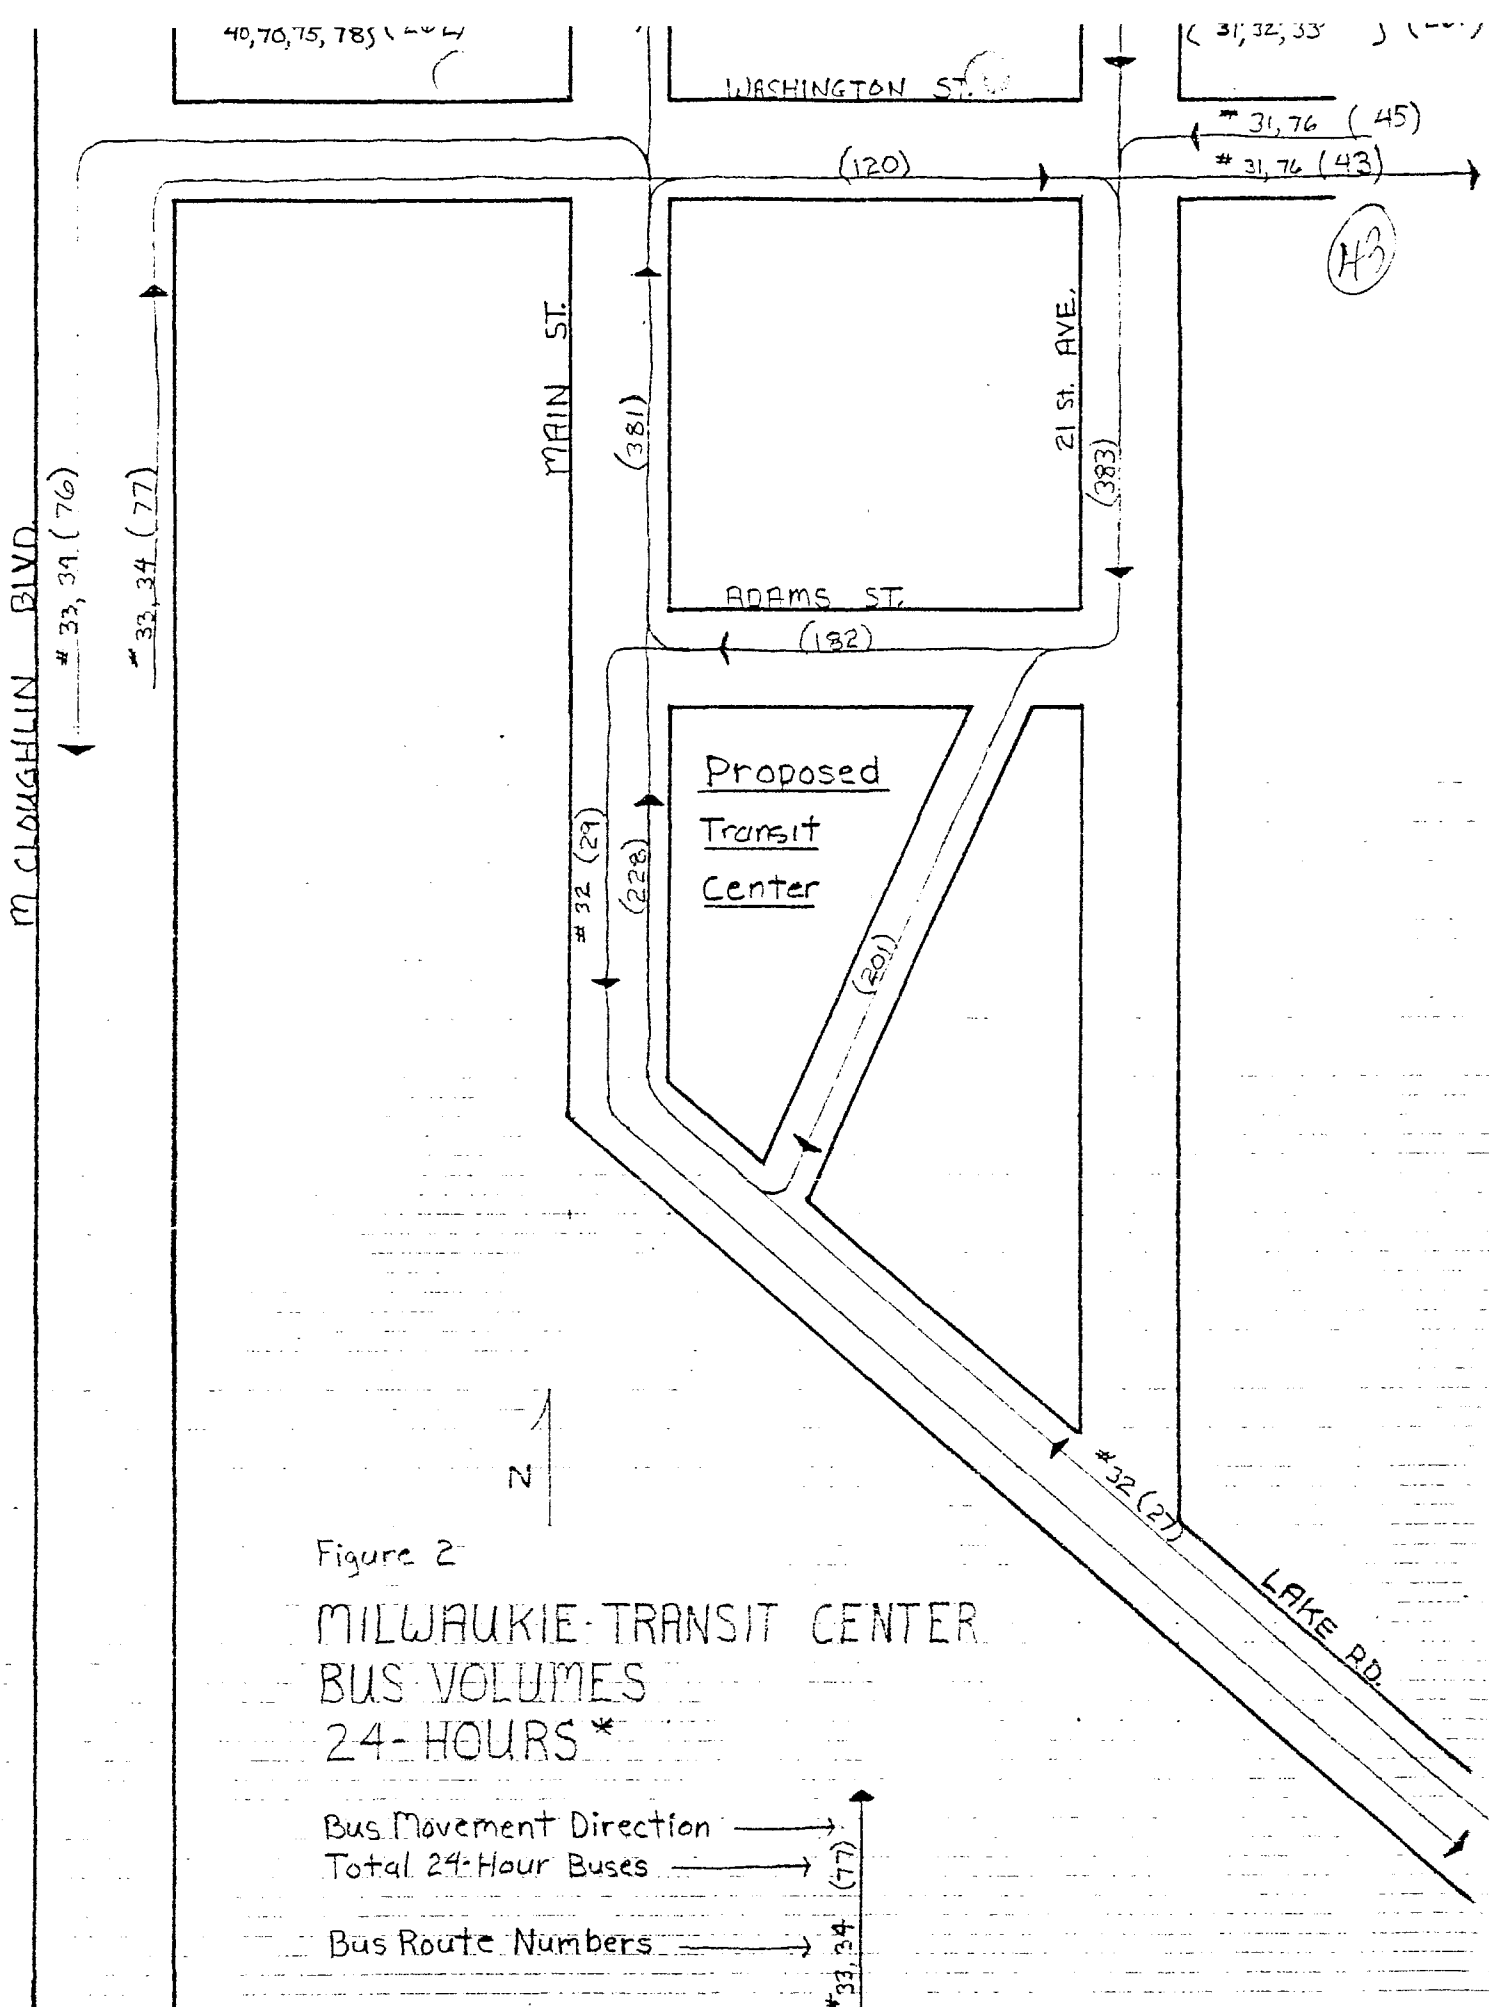 40, 70, 75, 78
31, 32, 33
WASHINGTON ST.
# 31, 76 (45)
(120)
# 31, 76 (43)
43
MAIN ST.
21 St. AVE.
(381)
(383)
# 33, 34 (76)
# 33, 34 (77)
MCLOUGHLIN BLVD.
ADAMS ST.
(182)
Proposed
Transit
Center
# 32 (29)
(228)
(201)
N
# 32 (27)
LAKE RD.
Figure 2
MILWAUKIE TRANSIT CENTER
BUS VOLUMES
24-HOURS *
Bus Movement Direction
Total 24-Hour Buses
(77)
Bus Route Numbers
# 33, 34